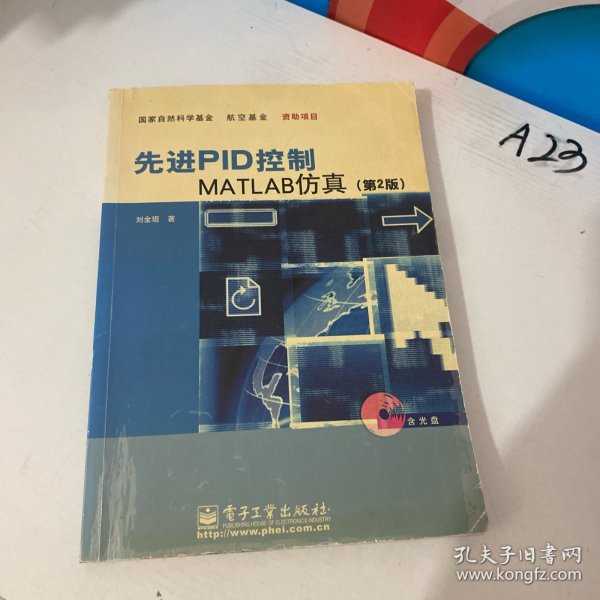 国家自然科学基金 航空基金 资助项目
先进PID控制
MATLAB仿真(第2版)
刘金琨 著
含光盘
電子工業出版社
PUBLISHING HOUSE OF ELECTRONICS INDUSTRY
http://www.phei.com.cn
A23
孔夫子旧书网
www.kongfz.com